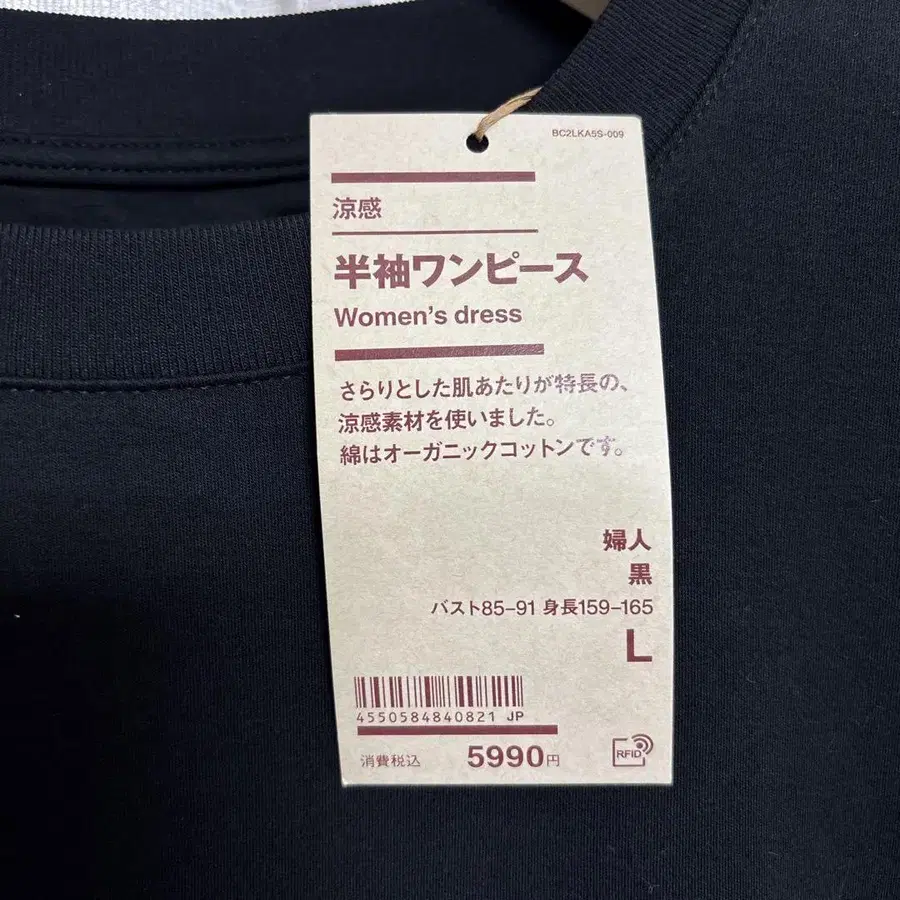 BC2LKA5S-009
涼感
半袖ワンピース
Women's dress
さらりとした肌あたりが特長の、
涼感素材を使いました。
綿はオーガニックコットンです。
婦人
黒
バスト85-91 身長159-165
L
4550584840821 JP
消費税込 5990円
RFID